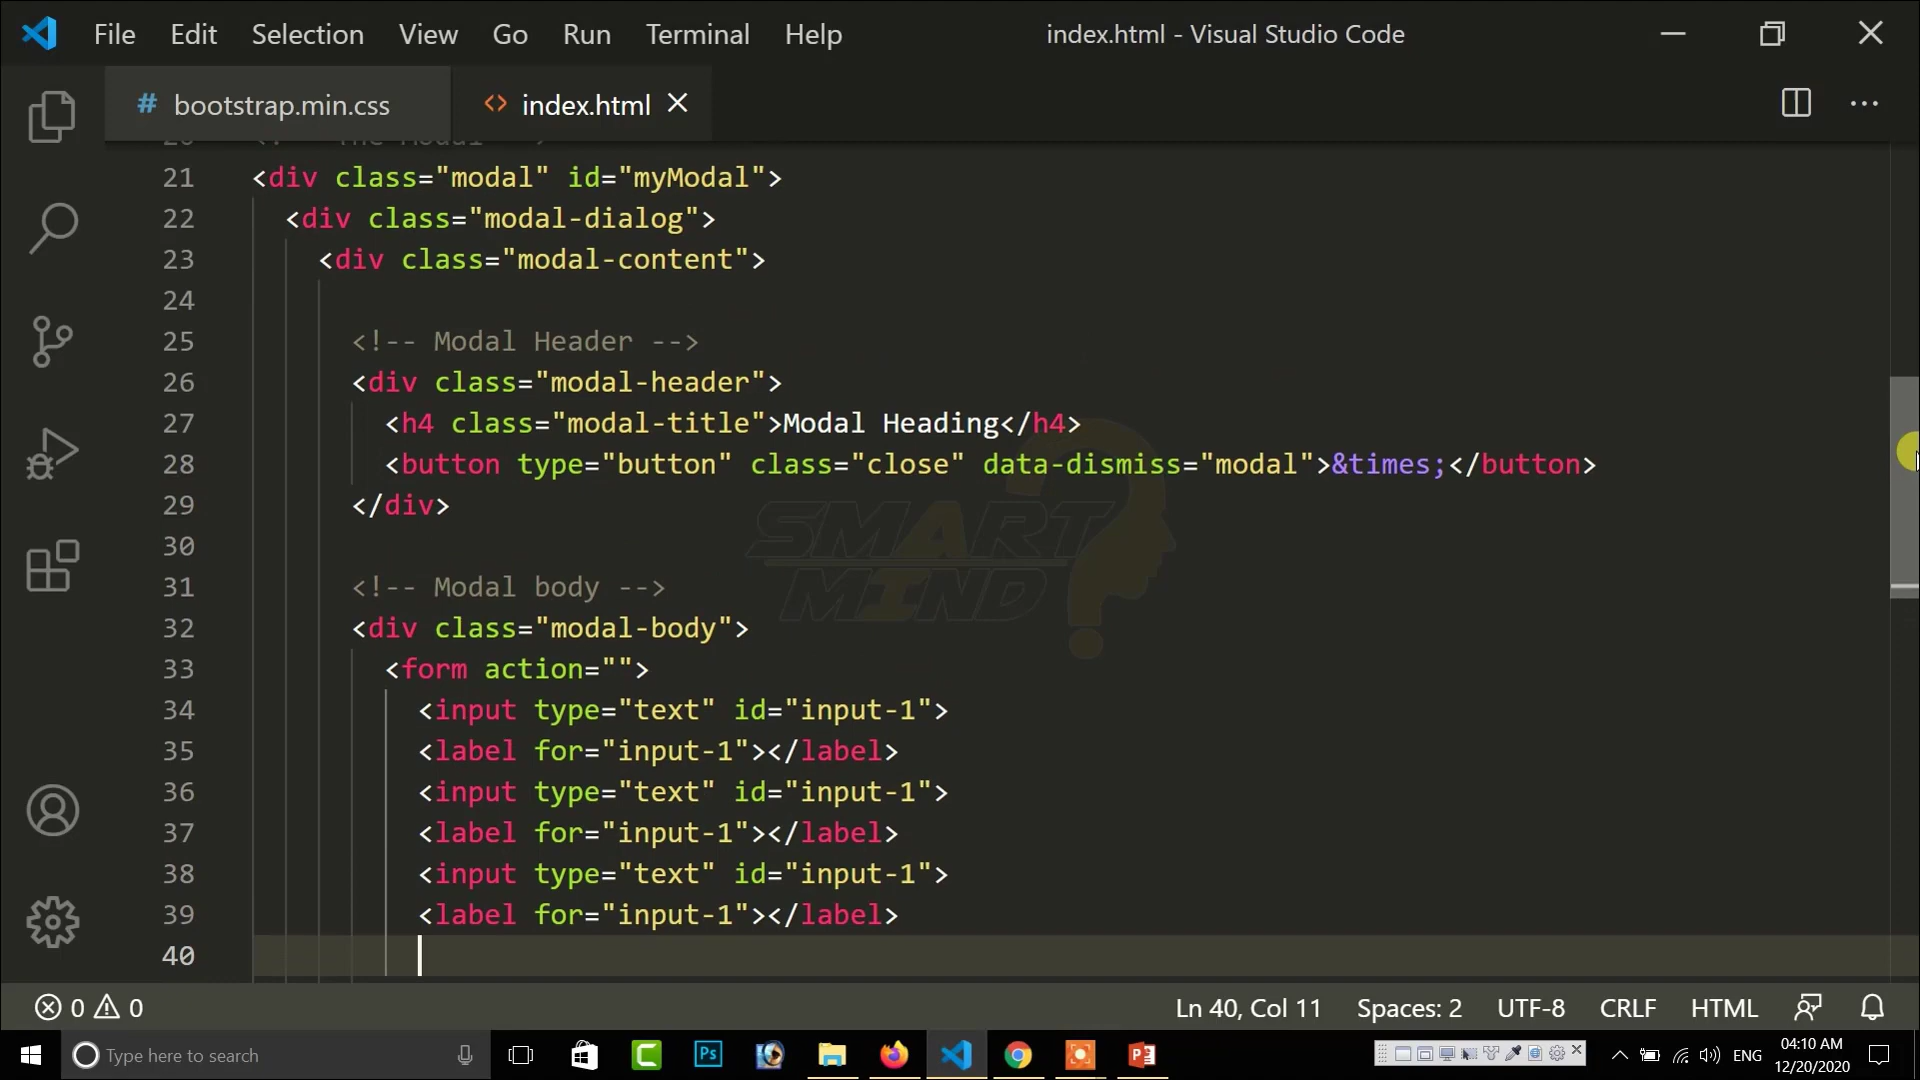 File Edit Selection View Go Run Terminal Help index.html - Visual Studio Code
# bootstrap.min.css <> index.html
21 <div class="modal" id="myModal">
22 <div class="modal-dialog">
23 <div class="modal-content">
24
25 <!-- Modal Header -->
26 <div class="modal-header">
27 <h4 class="modal-title">Modal Heading</h4>
28 <button type="button" class="close" data-dismiss="modal">&times;</button>
29 </div>
30
31 <!-- Modal body -->
32 <div class="modal-body">
33 <form action="">
34 <input type="text" id="input-1">
35 <label for="input-1"></label>
36 <input type="text" id="input-1">
37 <label for="input-1"></label>
38 <input type="text" id="input-1">
39 <label for="input-1"></label>
40
SMART
MIND
0 0 Ln 40, Col 11 Spaces: 2 UTF-8 CRLF HTML
Type here to search Ps ENG 04:10 AM
12/20/2020